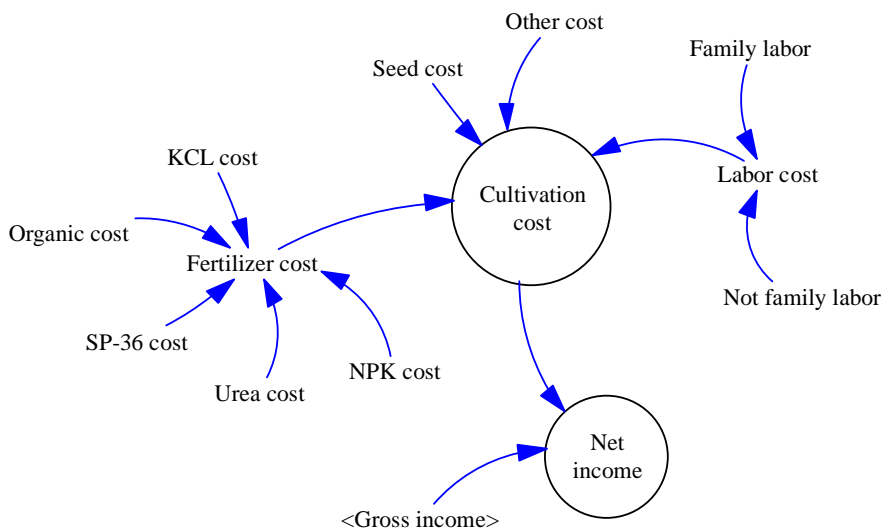 Other cost
Family labor
Seed cost
KCL cost
Labor cost
Cultivation
cost
Organic cost
Fertilizer cost
Not family labor
SP-36 cost
NPK cost
Urea cost
Net
income
<Gross income>